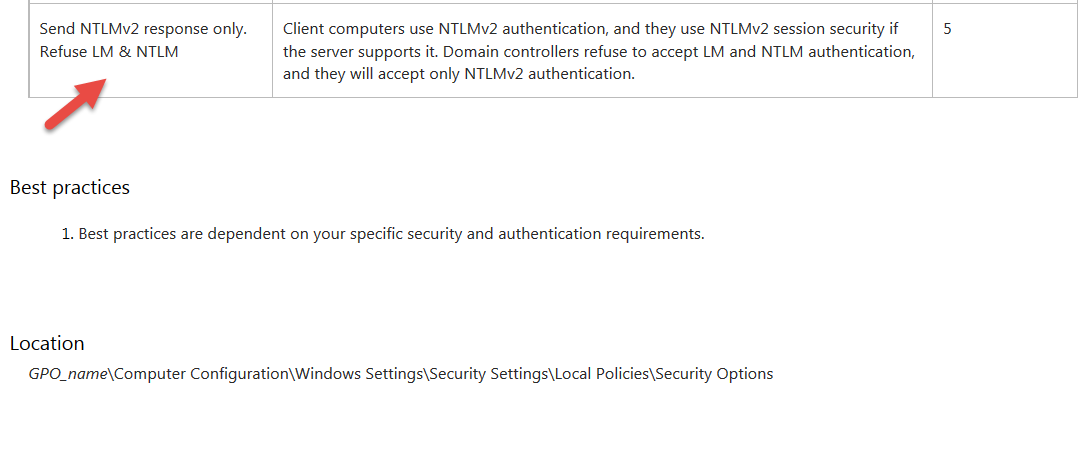 Send NTLMv2 response only.
Refuse LM & NTLM
Client computers use NTLMv2 authentication, and they use NTLMv2 session security if
the server supports it. Domain controllers refuse to accept LM and NTLM authentication,
and they will accept only NTLMv2 authentication.
5
Best practices
1. Best practices are dependent on your specific security and authentication requirements.
Location
GPO_name\Computer Configuration\Windows Settings\Security Settings\Local Policies\Security Options